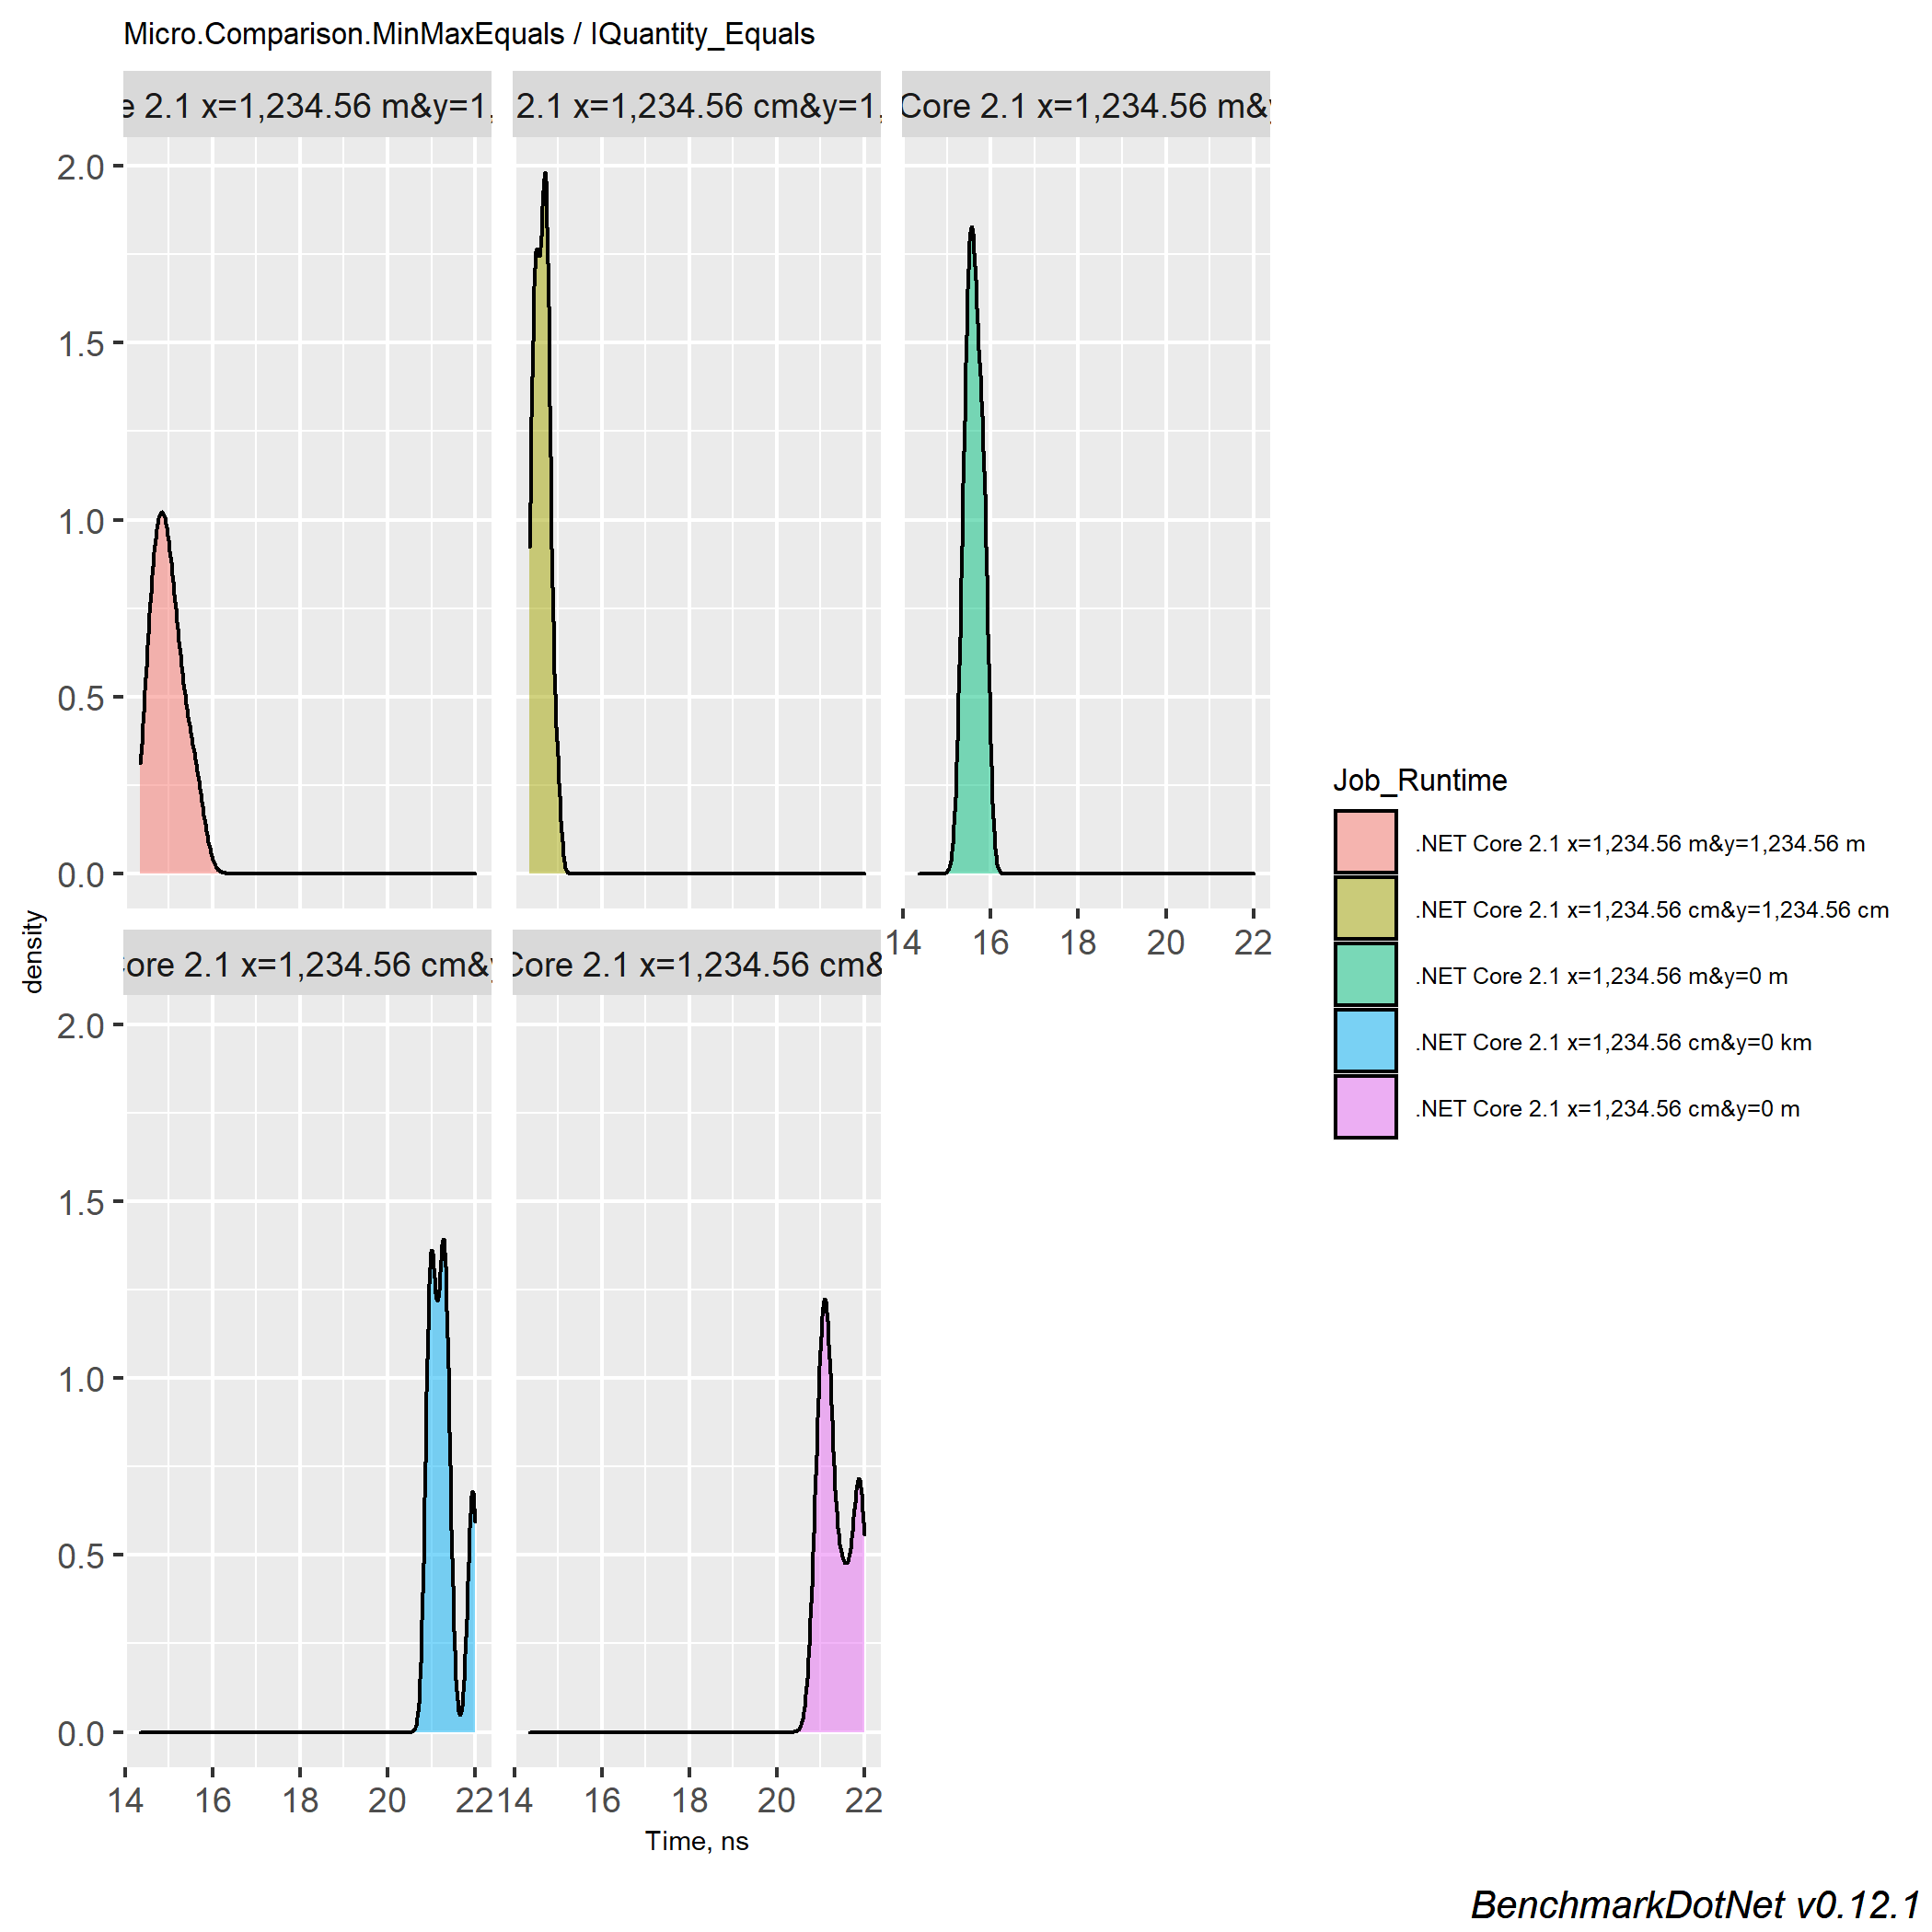 Micro.Comparison.MinMaxEquals / IQuantity_Equals
e 2.1 x=1,234.56 m&y=1,
2.1 x=1,234.56 cm&y=1,
Core 2.1 x=1,234.56 m&y
2.0
1.5
1.0
0.5
0.0
14 16 18 20 22
density
Core 2.1 x=1,234.56 cm&y
Core 2.1 x=1,234.56 cm&
2.0
1.5
1.0
0.5
0.0
14 16 18 20 22
14 16 18 20 22
Time, ns
Job_Runtime
.NET Core 2.1 x=1,234.56 m&y=1,234.56 m
.NET Core 2.1 x=1,234.56 cm&y=1,234.56 cm
.NET Core 2.1 x=1,234.56 m&y=0 m
.NET Core 2.1 x=1,234.56 cm&y=0 km
.NET Core 2.1 x=1,234.56 cm&y=0 m
BenchmarkDotNet v0.12.1